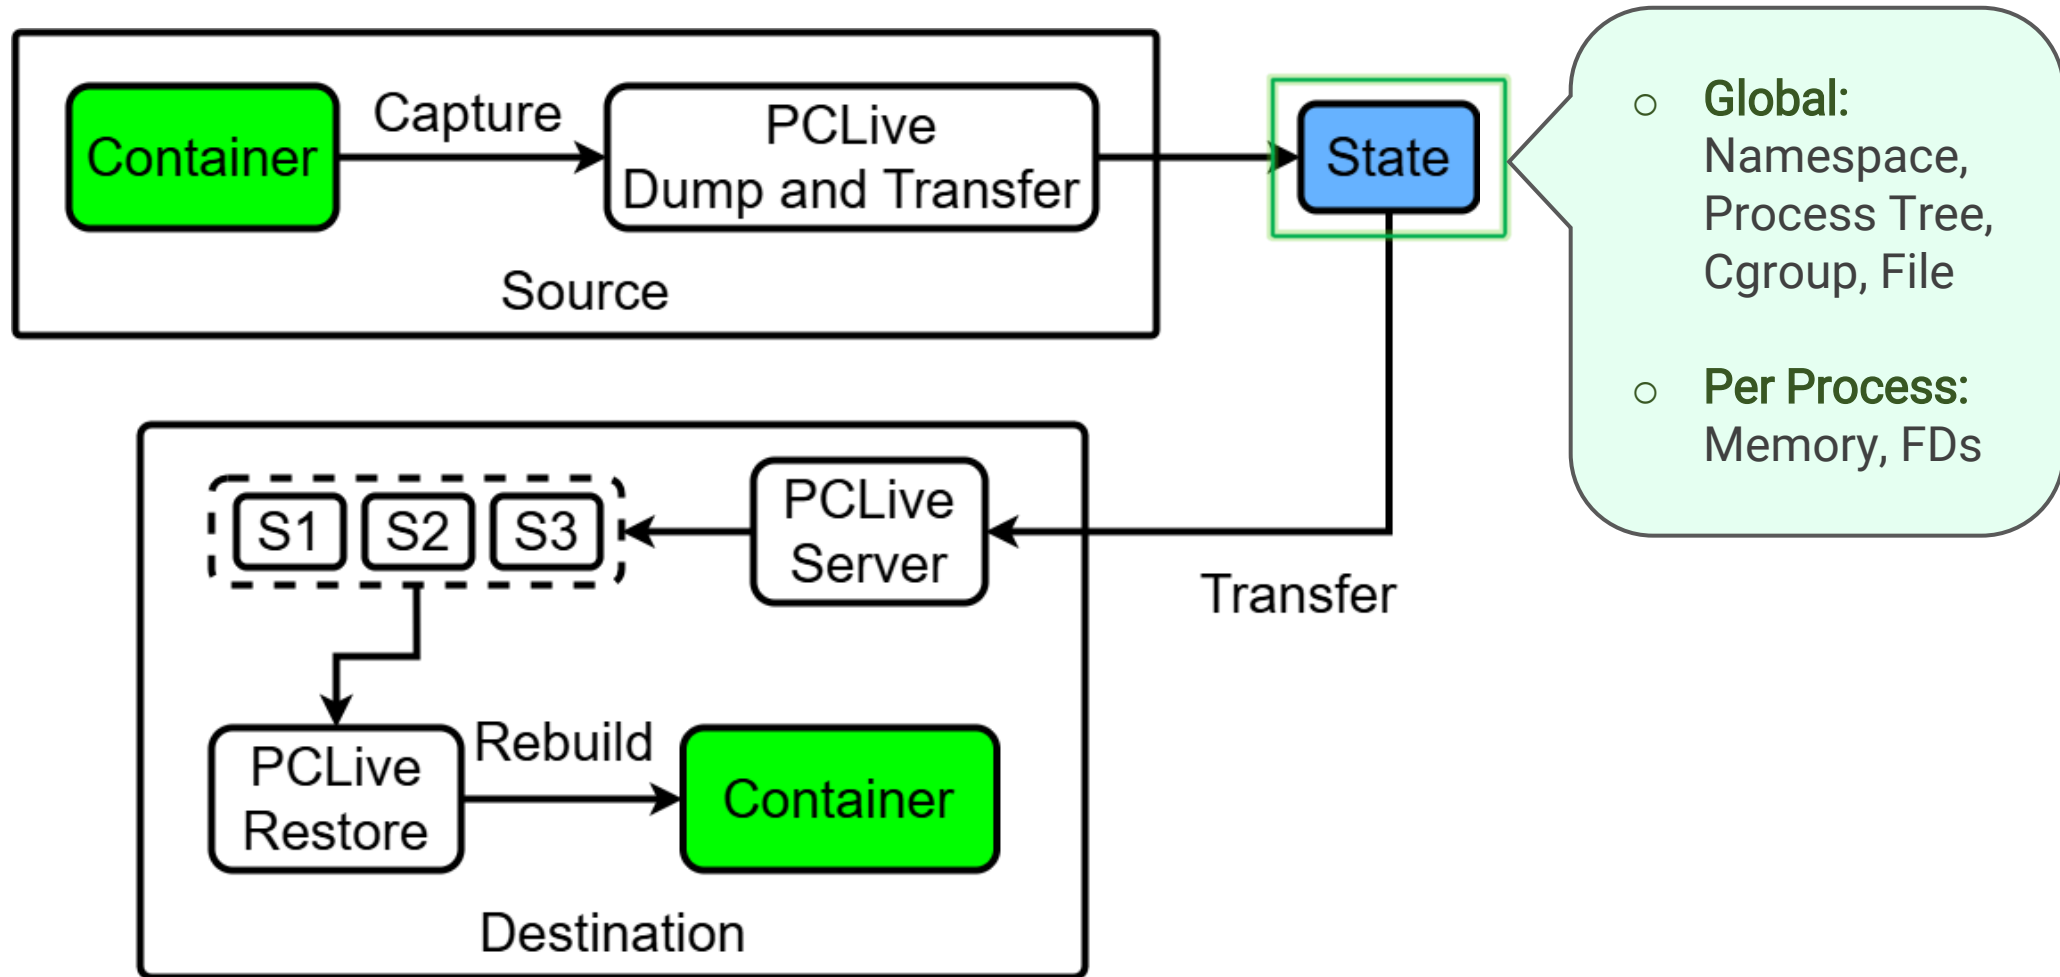 Container
Capture
PCLive
Dump and Transfer
Source
State
Global:
Namespace,
Process Tree,
Cgroup, File
Per Process:
Memory, FDs
S1 S2 S3
PCLive
Server
Transfer
PCLive
Restore
Rebuild
Container
Destination